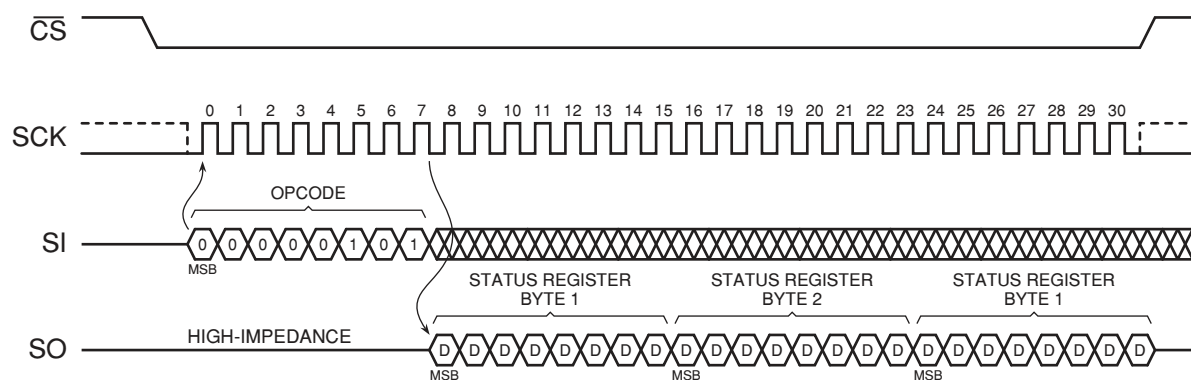 CS
0 1 2 3 4 5 6 7 8 9 10 11 12 13 14 15 16 17 18 19 20 21 22 23 24 25 26 27 28 29 30
SCK
OPCODE
SI 0 0 0 0 0 1 0 1
MSB
STATUS REGISTER BYTE 1
STATUS REGISTER BYTE 2
STATUS REGISTER BYTE 1
HIGH-IMPEDANCE
SO D D D D D D D D D D D D D D D D D D D D D D D D
MSB MSB MSB